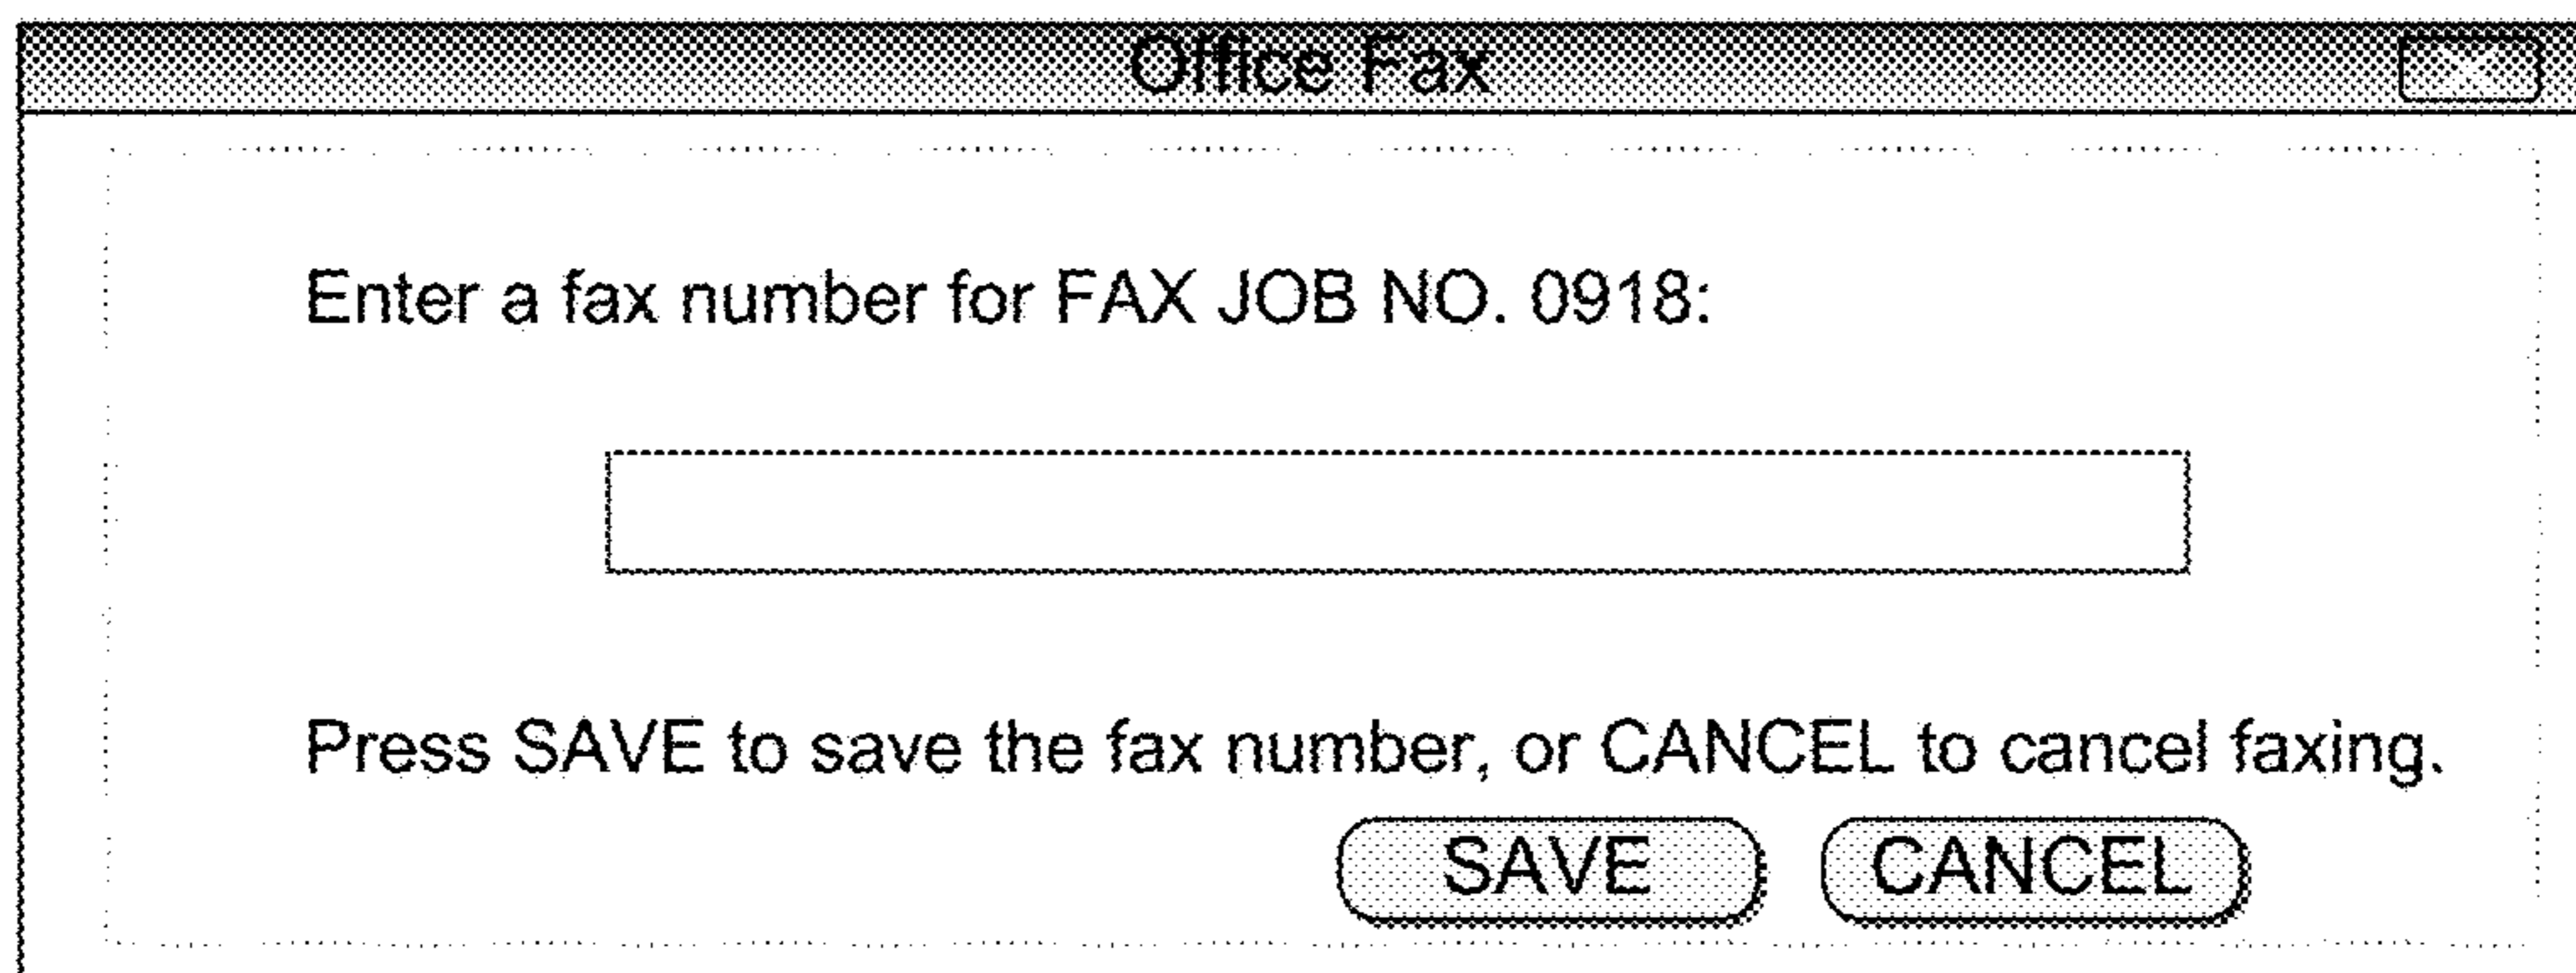 Office Fax
Enter a fax number for FAX JOB NO. 0918:
Press SAVE to save the fax number, or CANCEL to cancel faxing.
SAVE CANCEL